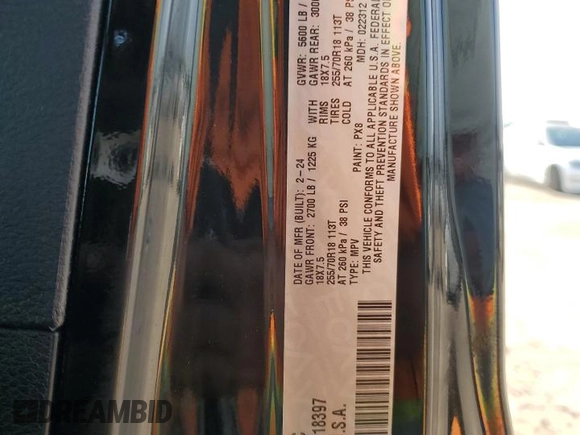 DATE OF MFR (BUILT): 2-24 GVWR: 5600 LB /
GAWR FRONT: 2700 LB / 1225 KG GAWR REAR: 300
18X7.5 WITH RIMS 18X7.5
255/70R18 113T TIRES 255/70R18 113T
AT 260 kPa / 38 PSI COLD AT 260 kPa / 38 PSI
TYPE: MPV PAINT: PX8 MDH: 022312
THIS VEHICLE CONFORMS TO ALL APPLICABLE U.S.A. FEDERAL
SAFETY AND THEFT PREVENTION STANDARDS IN EFFECT ON
MANUFACTURE SHOWN ABOVE.
18397
.S.A.
DREAMBID